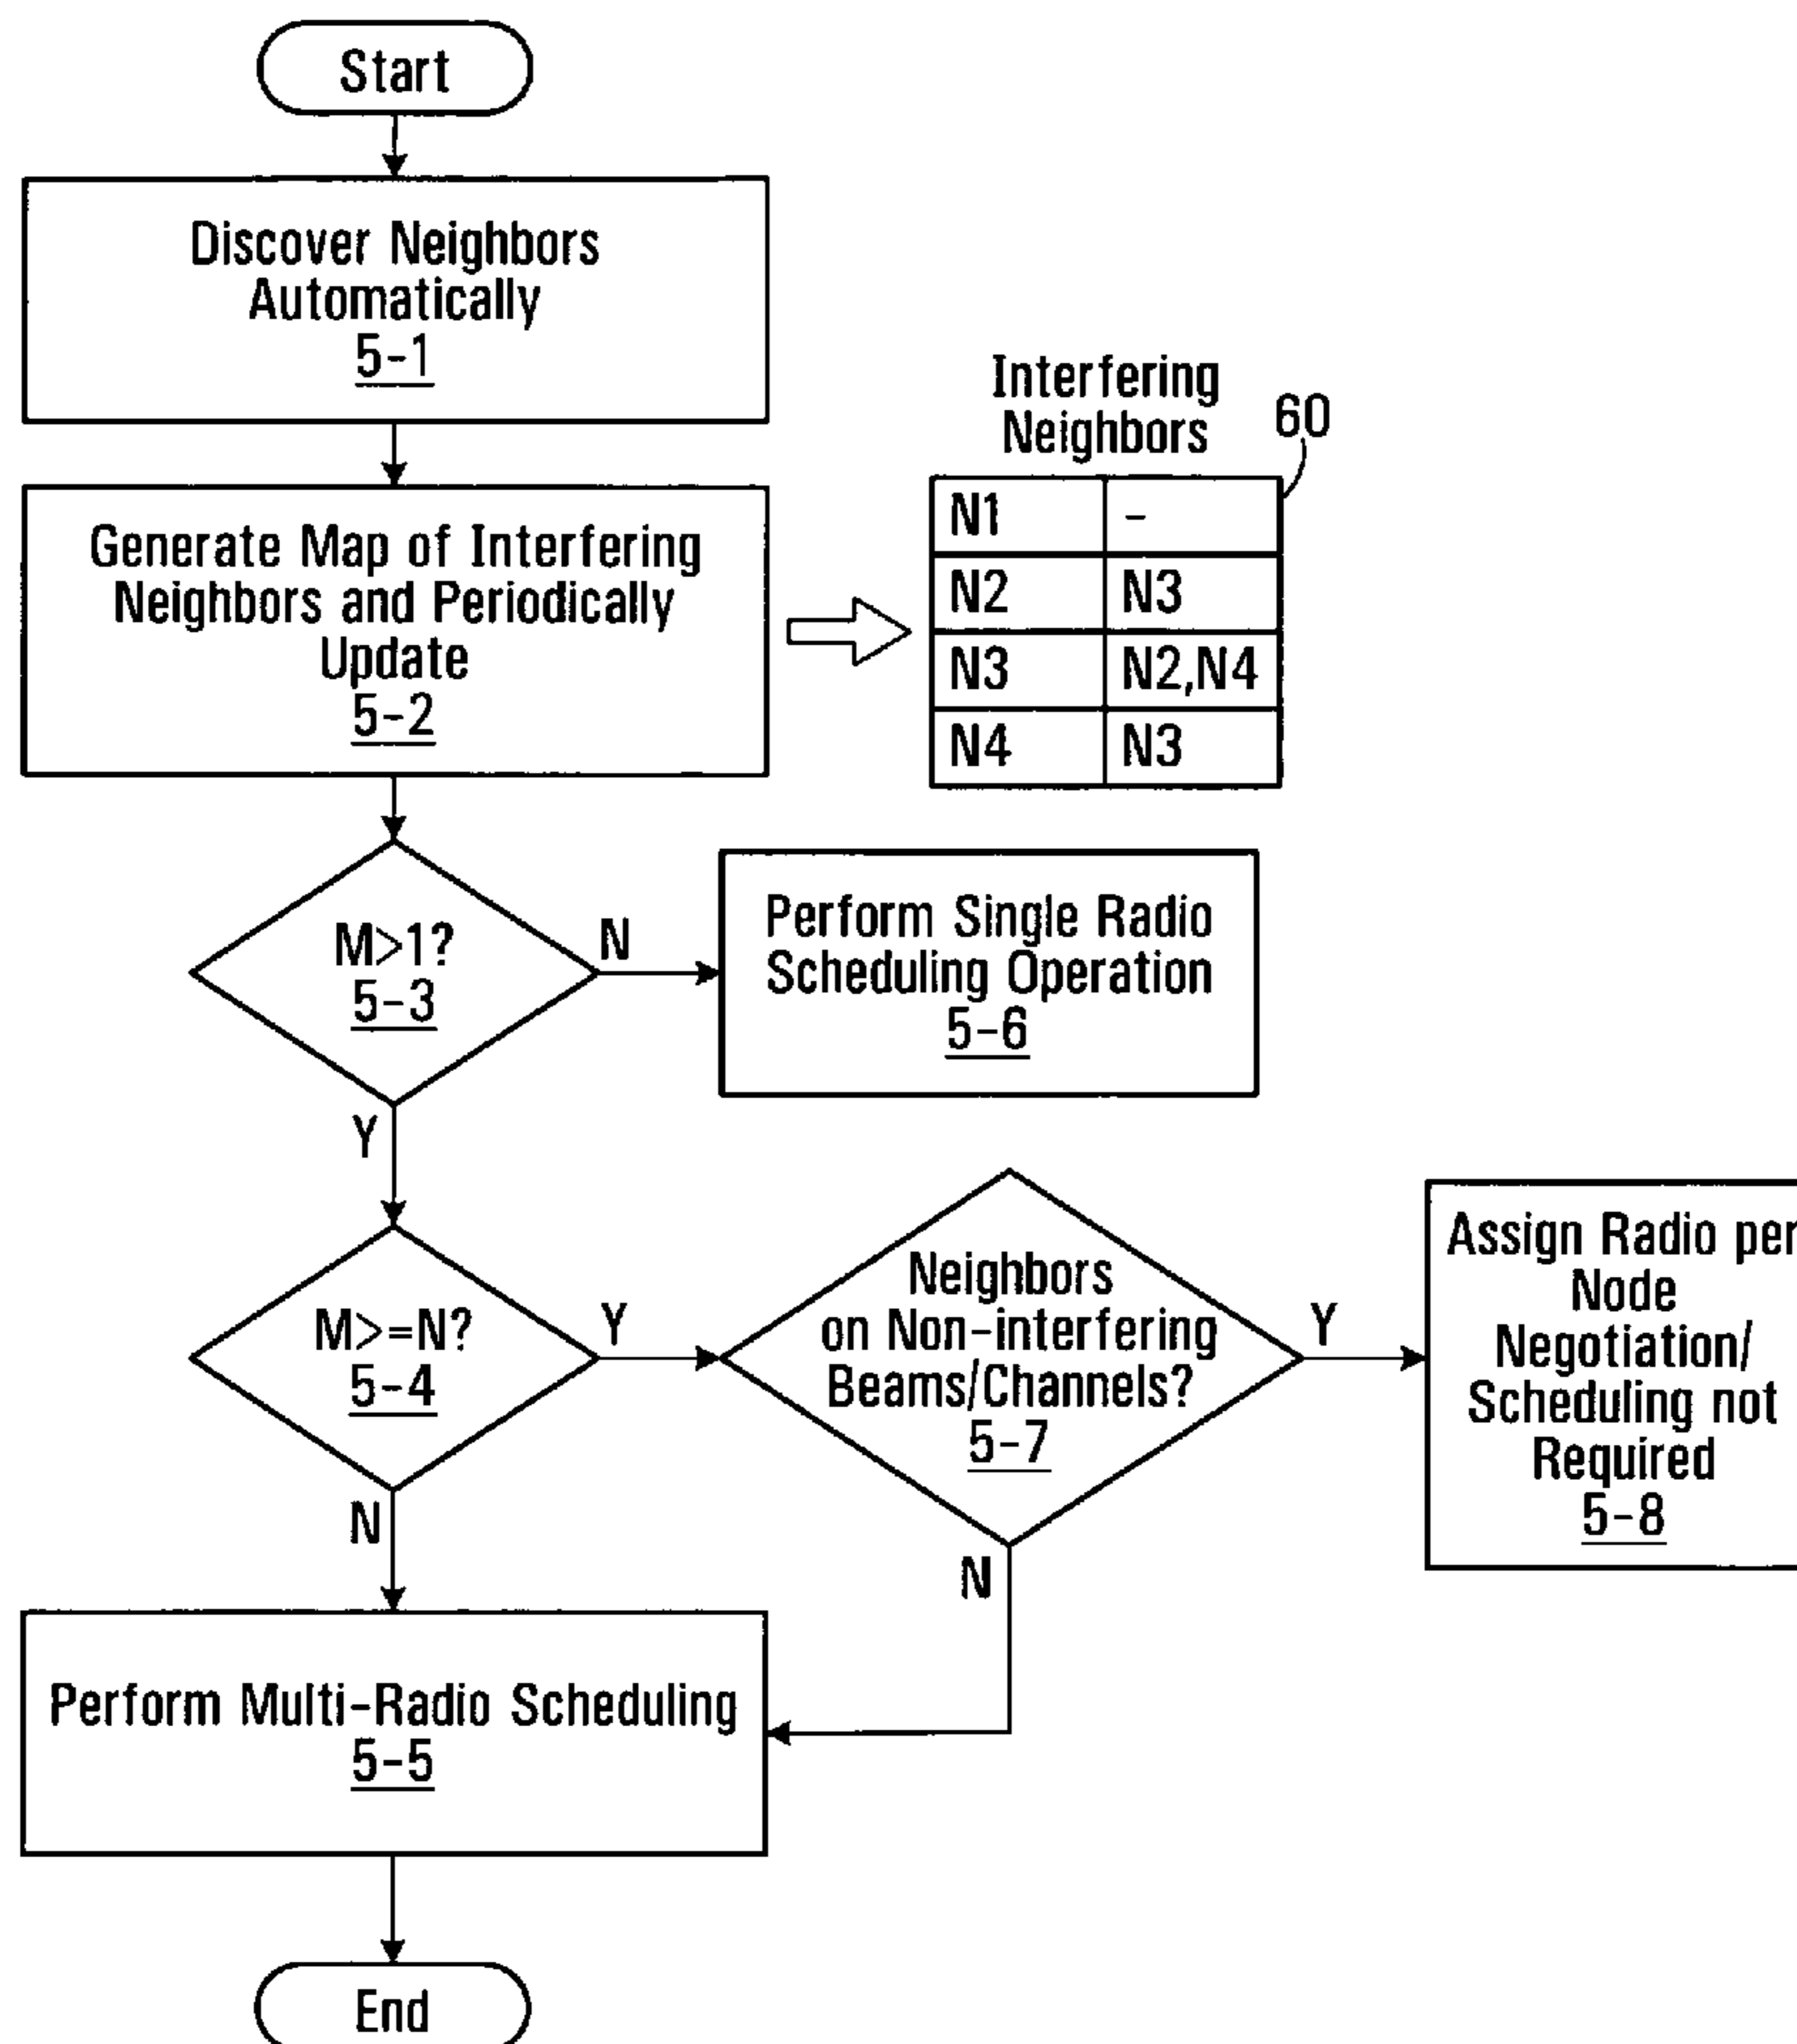 Start
Discover Neighbors
Automatically
5-1
Generate Map of Interfering
Neighbors and Periodically
Update
5-2
Interfering
Neighbors
60
N1 -
N2 N3
N3 N2,N4
N4 N3
M>1?
5-3
N
Perform Single Radio
Scheduling Operation
5-6
Y
M>=N?
5-4
Y
Neighbors
on Non-interfering
Beams/Channels?
5-7
Y
Assign Radio per
Node
Negotiation/
Scheduling not
Required
5-8
N
N
Perform Multi-Radio Scheduling
5-5
End